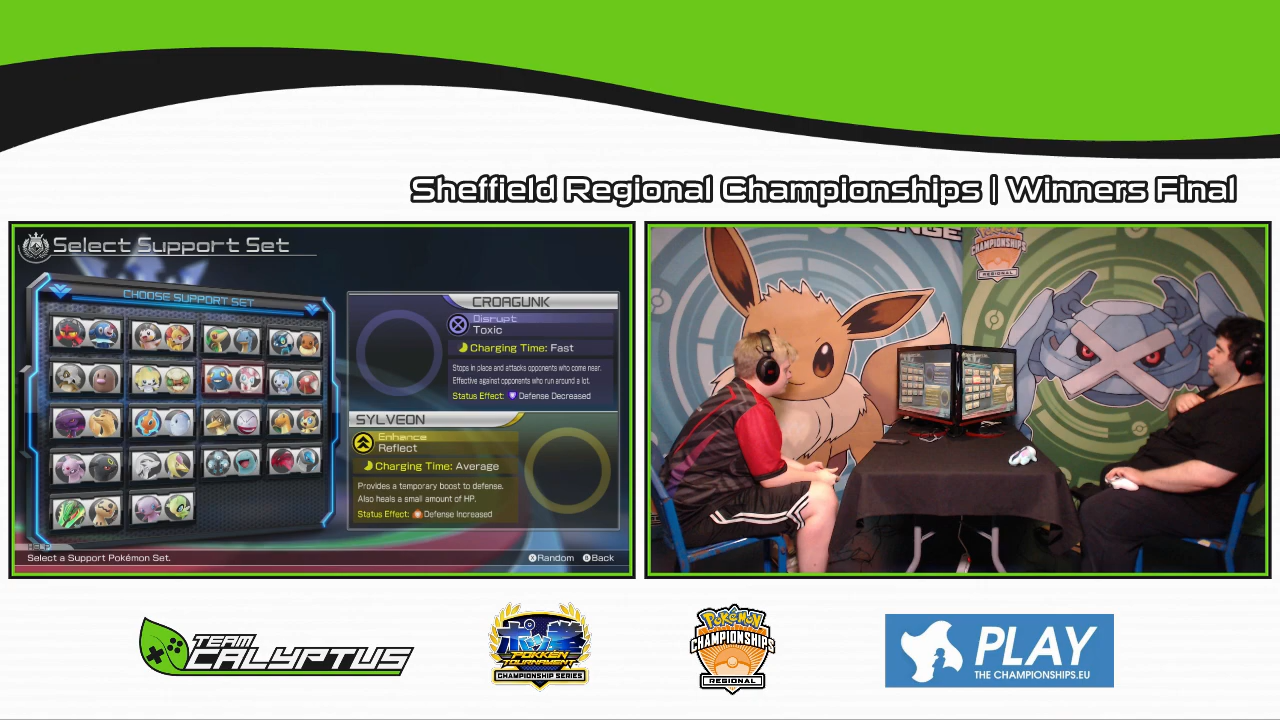 Sheffield Regional Championships | Winners Final
Select Support Set
CHOOSE SUPPORT SET
CROAGUNK
Disrupt
Toxic
Charging Time: Fast
Stops in place and attacks opponents who come near.
Effective against opponents who run around a lot.
Status Effect: Defense Decreased
SYLVEON
Enhance
Reflect
Charging Time: Average
Provides a temporary boost to defense.
Also heals a small amount of HP.
Status Effect: Defense Increased
Help
Select a Support Pokémon Set.
X Random B Back
CHAMPIONSHIPS
REGIONAL
TEAM
CALYPTUS
POKKÉN
TOURNAMENT
CHAMPIONSHIP SERIES
Pokémon
CHAMPIONSHIPS
REGIONAL
PLAY
THE CHAMPIONSHIPS.EU